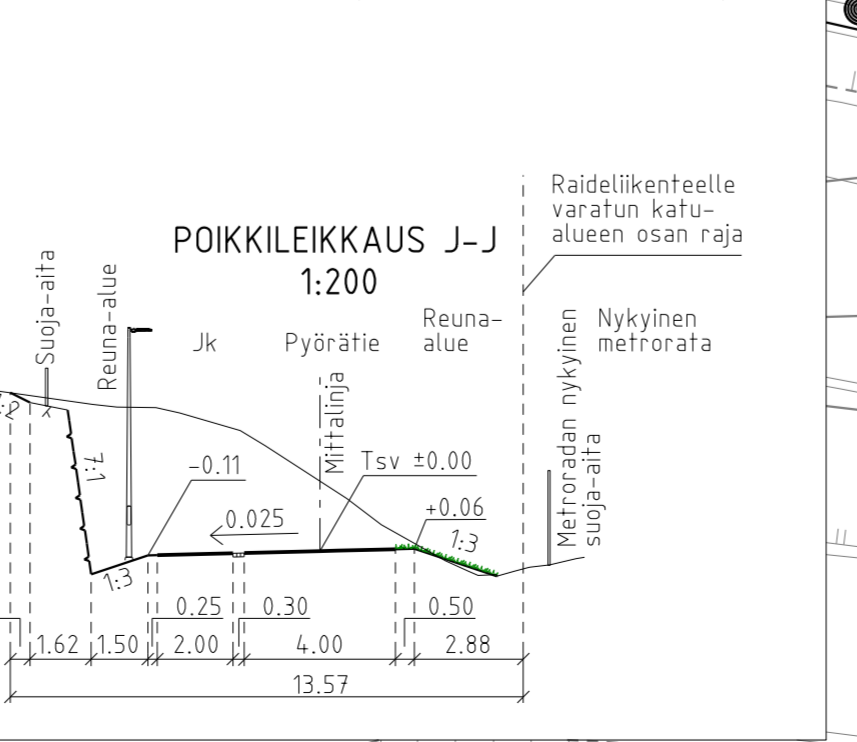 POIKKILEIKKAUS J-J
1:200
Raideliikenteelle
varatun katu-
alueen osan raja
Suoja-aita
Reuna-alue
Jk
Pyörätie
Reuna-
alue
Nykyinen
metrorata
Mittalinja
Metroradan nykyinen
suoja-aita
7:1
-0.11
Tsv ±0.00
0.025
+0.06
1:3
1:3
0.25
0.30
0.50
1.62
1.50
2.00
4.00
2.88
13.57